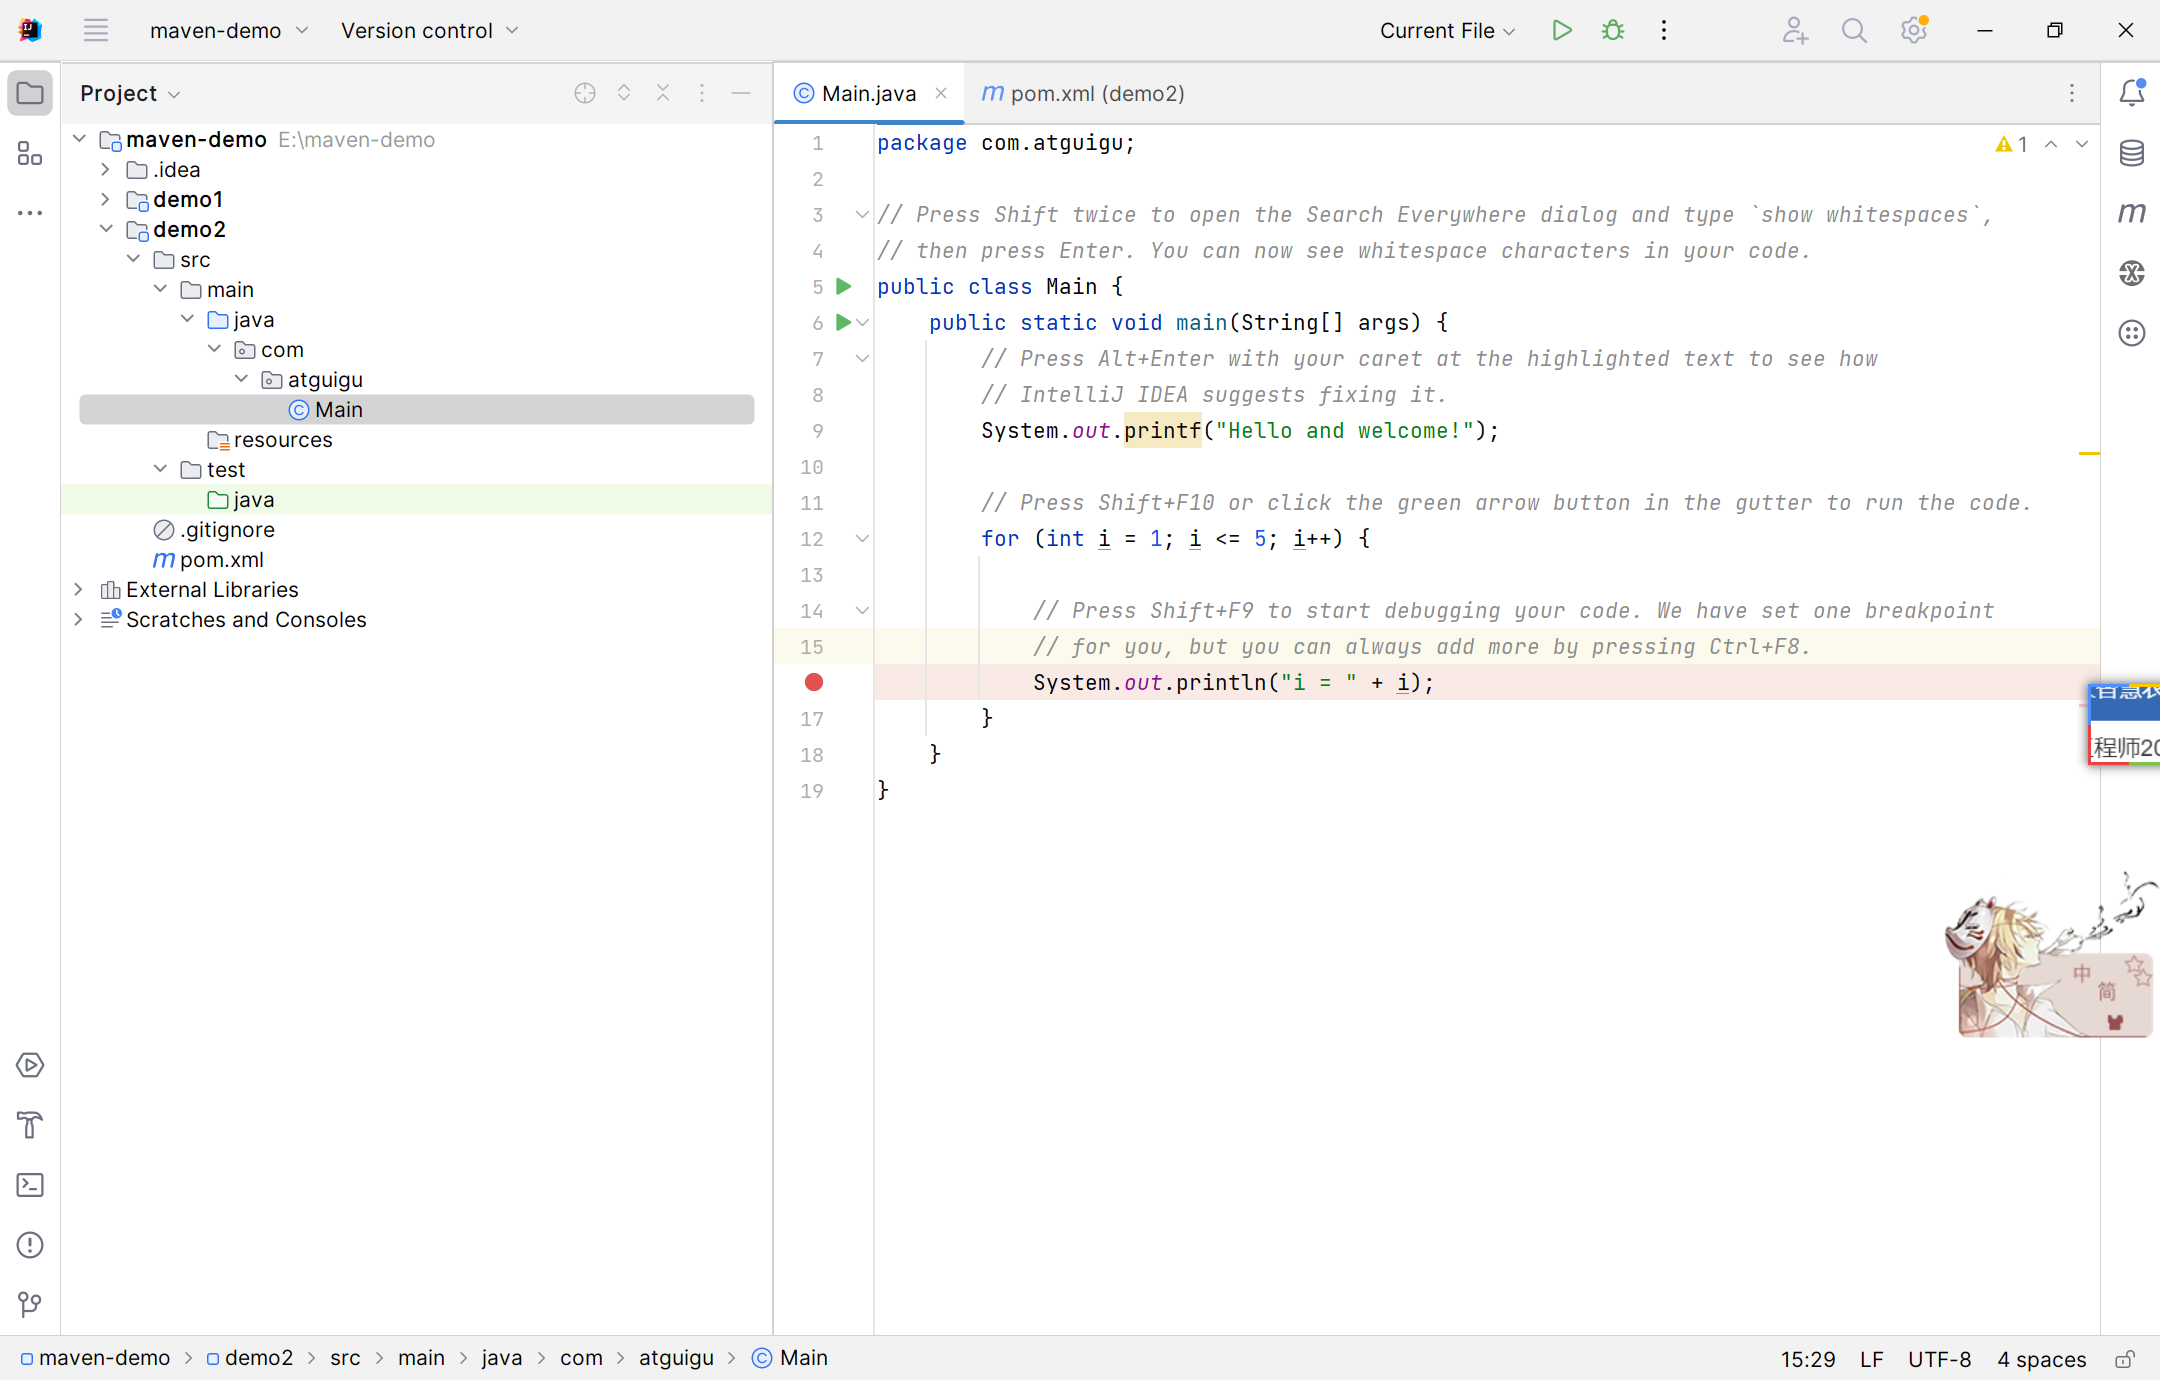 maven-demo
Version control
Current File
Project
maven-demo E:\maven-demo
.idea
demo1
demo2
src
main
java
com
atguigu
Main
resources
test
java
.gitignore
pom.xml
External Libraries
Scratches and Consoles
Main.java
pom.xml (demo2)
1 package com.atguigu;
2
3 // Press Shift twice to open the Search Everywhere dialog and type `show whitespaces`,
4 // then press Enter. You can now see whitespace characters in your code.
5 public class Main {
6 public static void main(String[] args) {
7 // Press Alt+Enter with your caret at the highlighted text to see how
8 // IntelliJ IDEA suggests fixing it.
9 System.out.printf("Hello and welcome!");
10
11 // Press Shift+F10 or click the green arrow button in the gutter to run the code.
12 for (int i = 1; i <= 5; i++) {
13
14 // Press Shift+F9 to start debugging your code. We have set one breakpoint
15 // for you, but you can always add more by pressing Ctrl+F8.
System.out.println("i = " + i);
17 }
18 }
19 }
1
程师20
中
简
maven-demo > demo2 > src > main > java > com > atguigu > Main
15:29 LF UTF-8 4 spaces